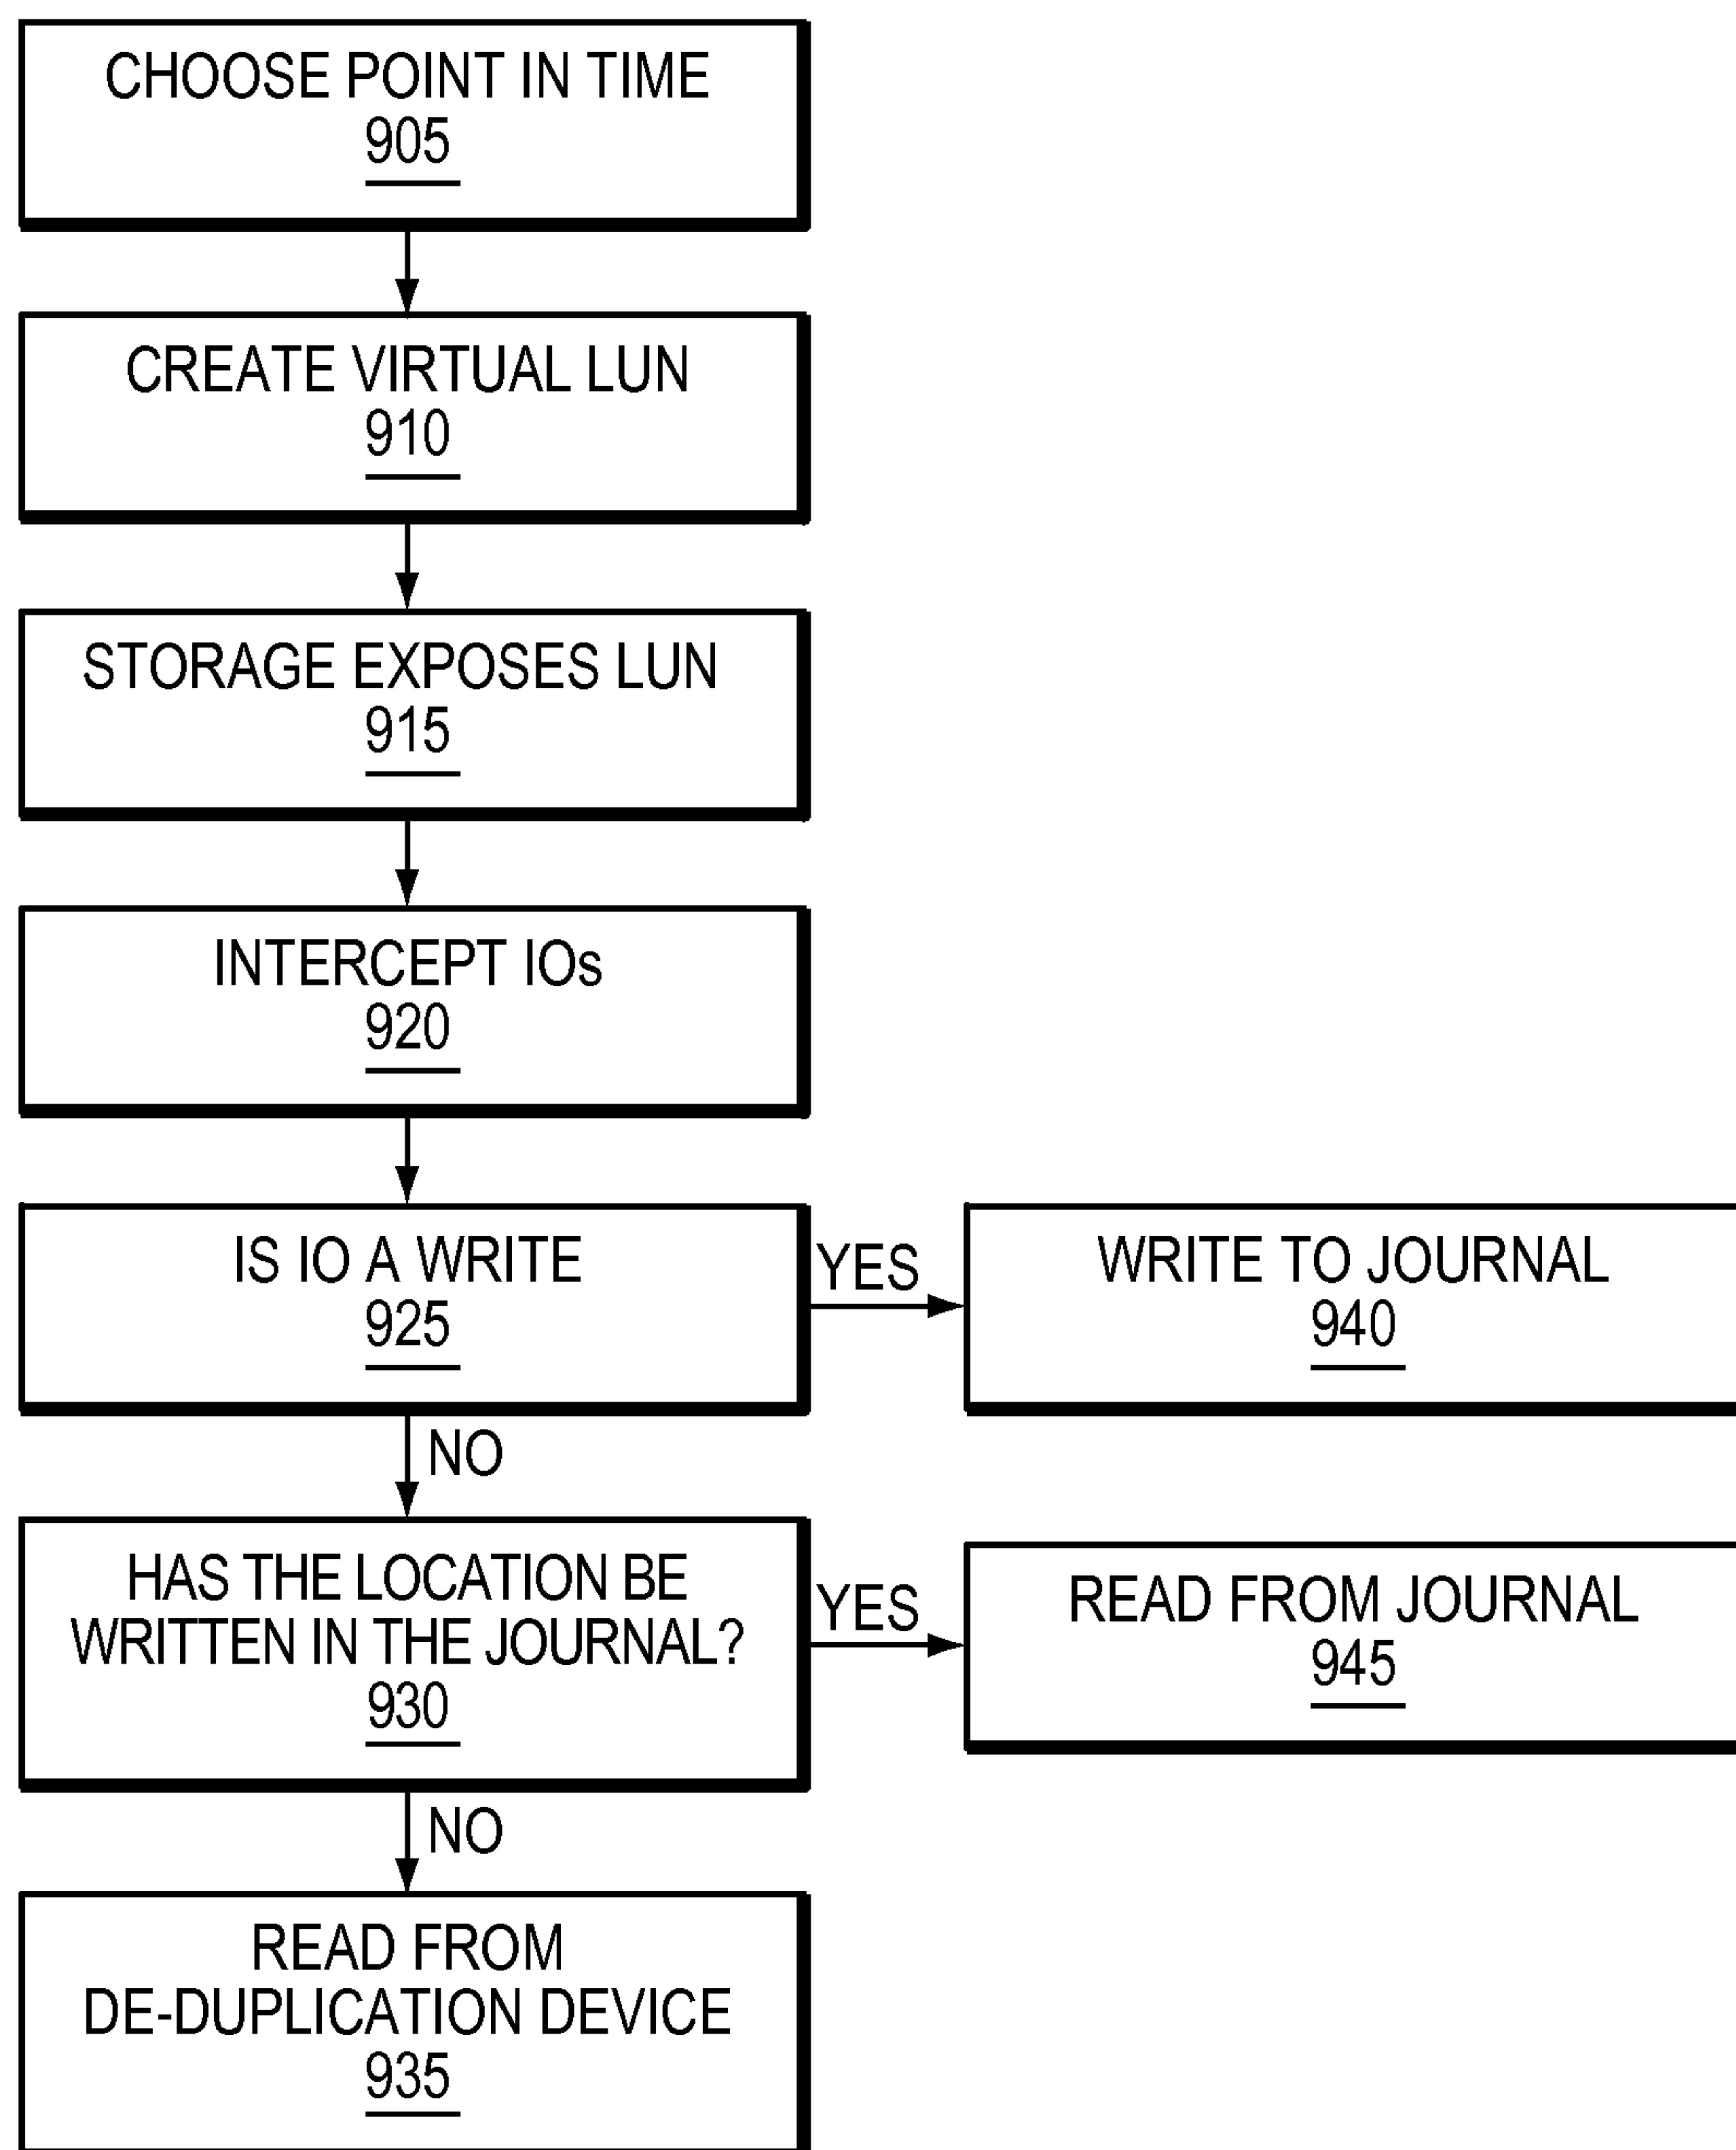 CHOOSE POINT IN TIME
905
CREATE VIRTUAL LUN
910
STORAGE EXPOSES LUN
915
INTERCEPT IOs
920
IS IO A WRITE
925
YES
WRITE TO JOURNAL
940
NO
HAS THE LOCATION BE
WRITTEN IN THE JOURNAL?
930
YES
READ FROM JOURNAL
945
NO
READ FROM
DE-DUPLICATION DEVICE
935